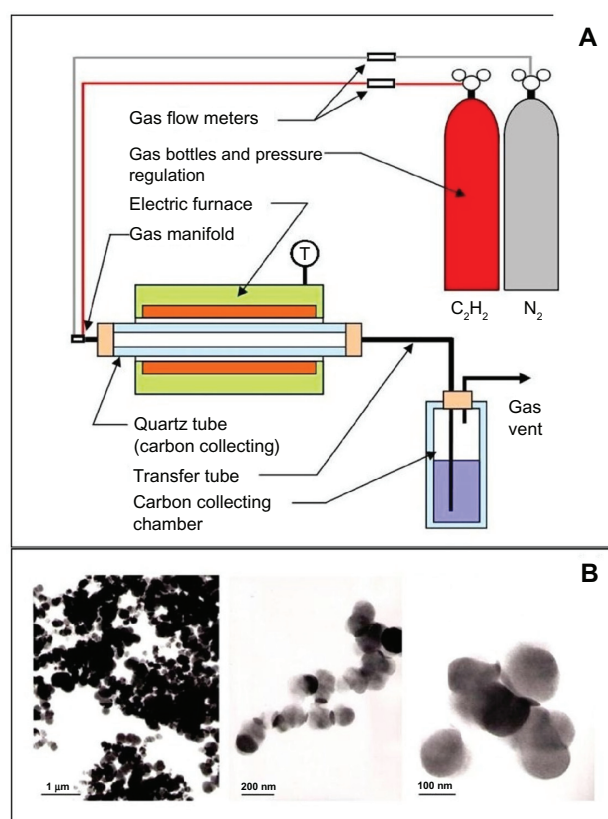 A
Gas flow meters
Gas bottles and pressure
regulation
Electric furnace
Gas manifold
T
C₂H₂
N₂
Quartz tube
(carbon collecting)
Transfer tube
Carbon collecting
chamber
Gas
vent
B
1 µm
200 nm
100 nm